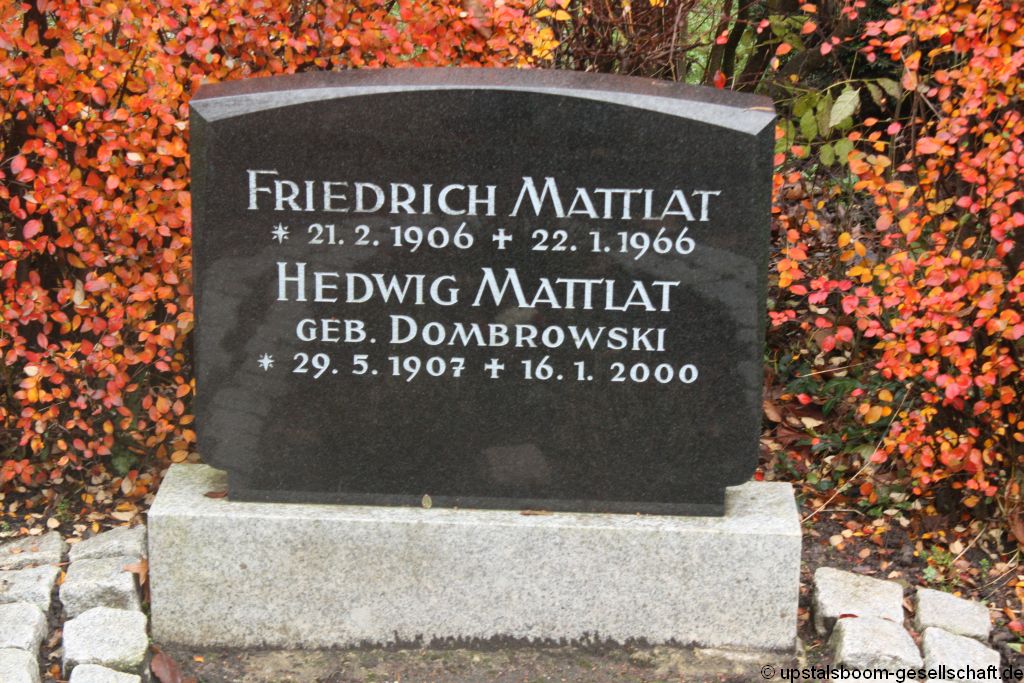 Friedrich Mattlat
* 21. 2. 1906 ✝ 22. 1. 1966
Hedwig Mattlat
geb. Dombrowski
* 29. 5. 1907 ✝ 16. 1. 2000
© upstalsboom-gesellschaft.de